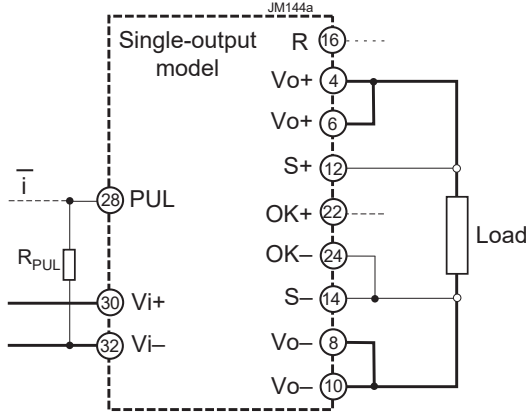 JM144a
Single-output
model
R 16
Vo+ 4
Vo+ 6
S+ 12
i
28 PUL
OK+ 22
Load
OK– 24
RPUL
30 Vi+
S– 14
32 Vi–
Vo– 8
Vo– 10